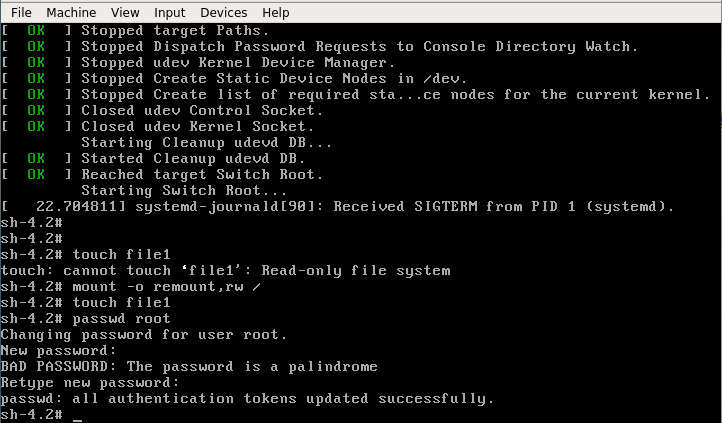 File Machine View Input Devices Help
[  OK  ] Stopped target Paths.
[  OK  ] Stopped Dispatch Password Requests to Console Directory Watch.
[  OK  ] Stopped udev Kernel Device Manager.
[  OK  ] Stopped Create Static Device Nodes in /dev.
[  OK  ] Stopped Create list of required sta...ce nodes for the current kernel.
[  OK  ] Closed udev Control Socket.
[  OK  ] Closed udev Kernel Socket.
         Starting Cleanup udevd DB...
[  OK  ] Started Cleanup udevd DB.
[  OK  ] Reached target Switch Root.
         Starting Switch Root...
[   22.704811] systemd-journald[90]: Received SIGTERM from PID 1 (systemd).
sh-4.2#
sh-4.2#
sh-4.2# touch file1
touch: cannot touch ‘file1’: Read-only file system
sh-4.2# mount -o remount,rw /
sh-4.2# touch file1
sh-4.2# passwd root
Changing password for user root.
New password:
BAD PASSWORD: The password is a palindrome
Retype new password:
passwd: all authentication tokens updated successfully.
sh-4.2# _